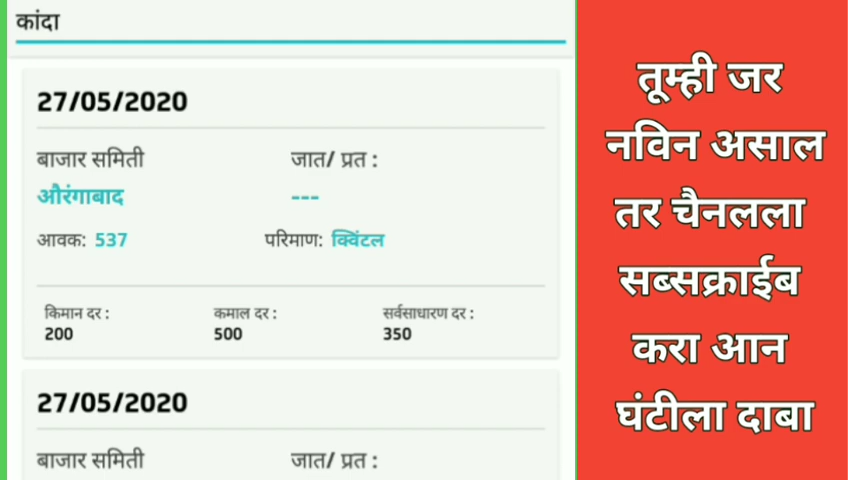 कांदा
27/05/2020
बाजार समिती जात/ प्रत :
औरंगाबाद ---
आवक: 537 परिमाण: क्विंटल
किमान दर : कमाल दर : सर्वसाधारण दर :
200 500 350
27/05/2020
बाजार समिती जात/ प्रत :
तूम्ही जर
नविन असाल
तर चैनलला
सब्सक्राईब
करा आन
घंटीला दाबा